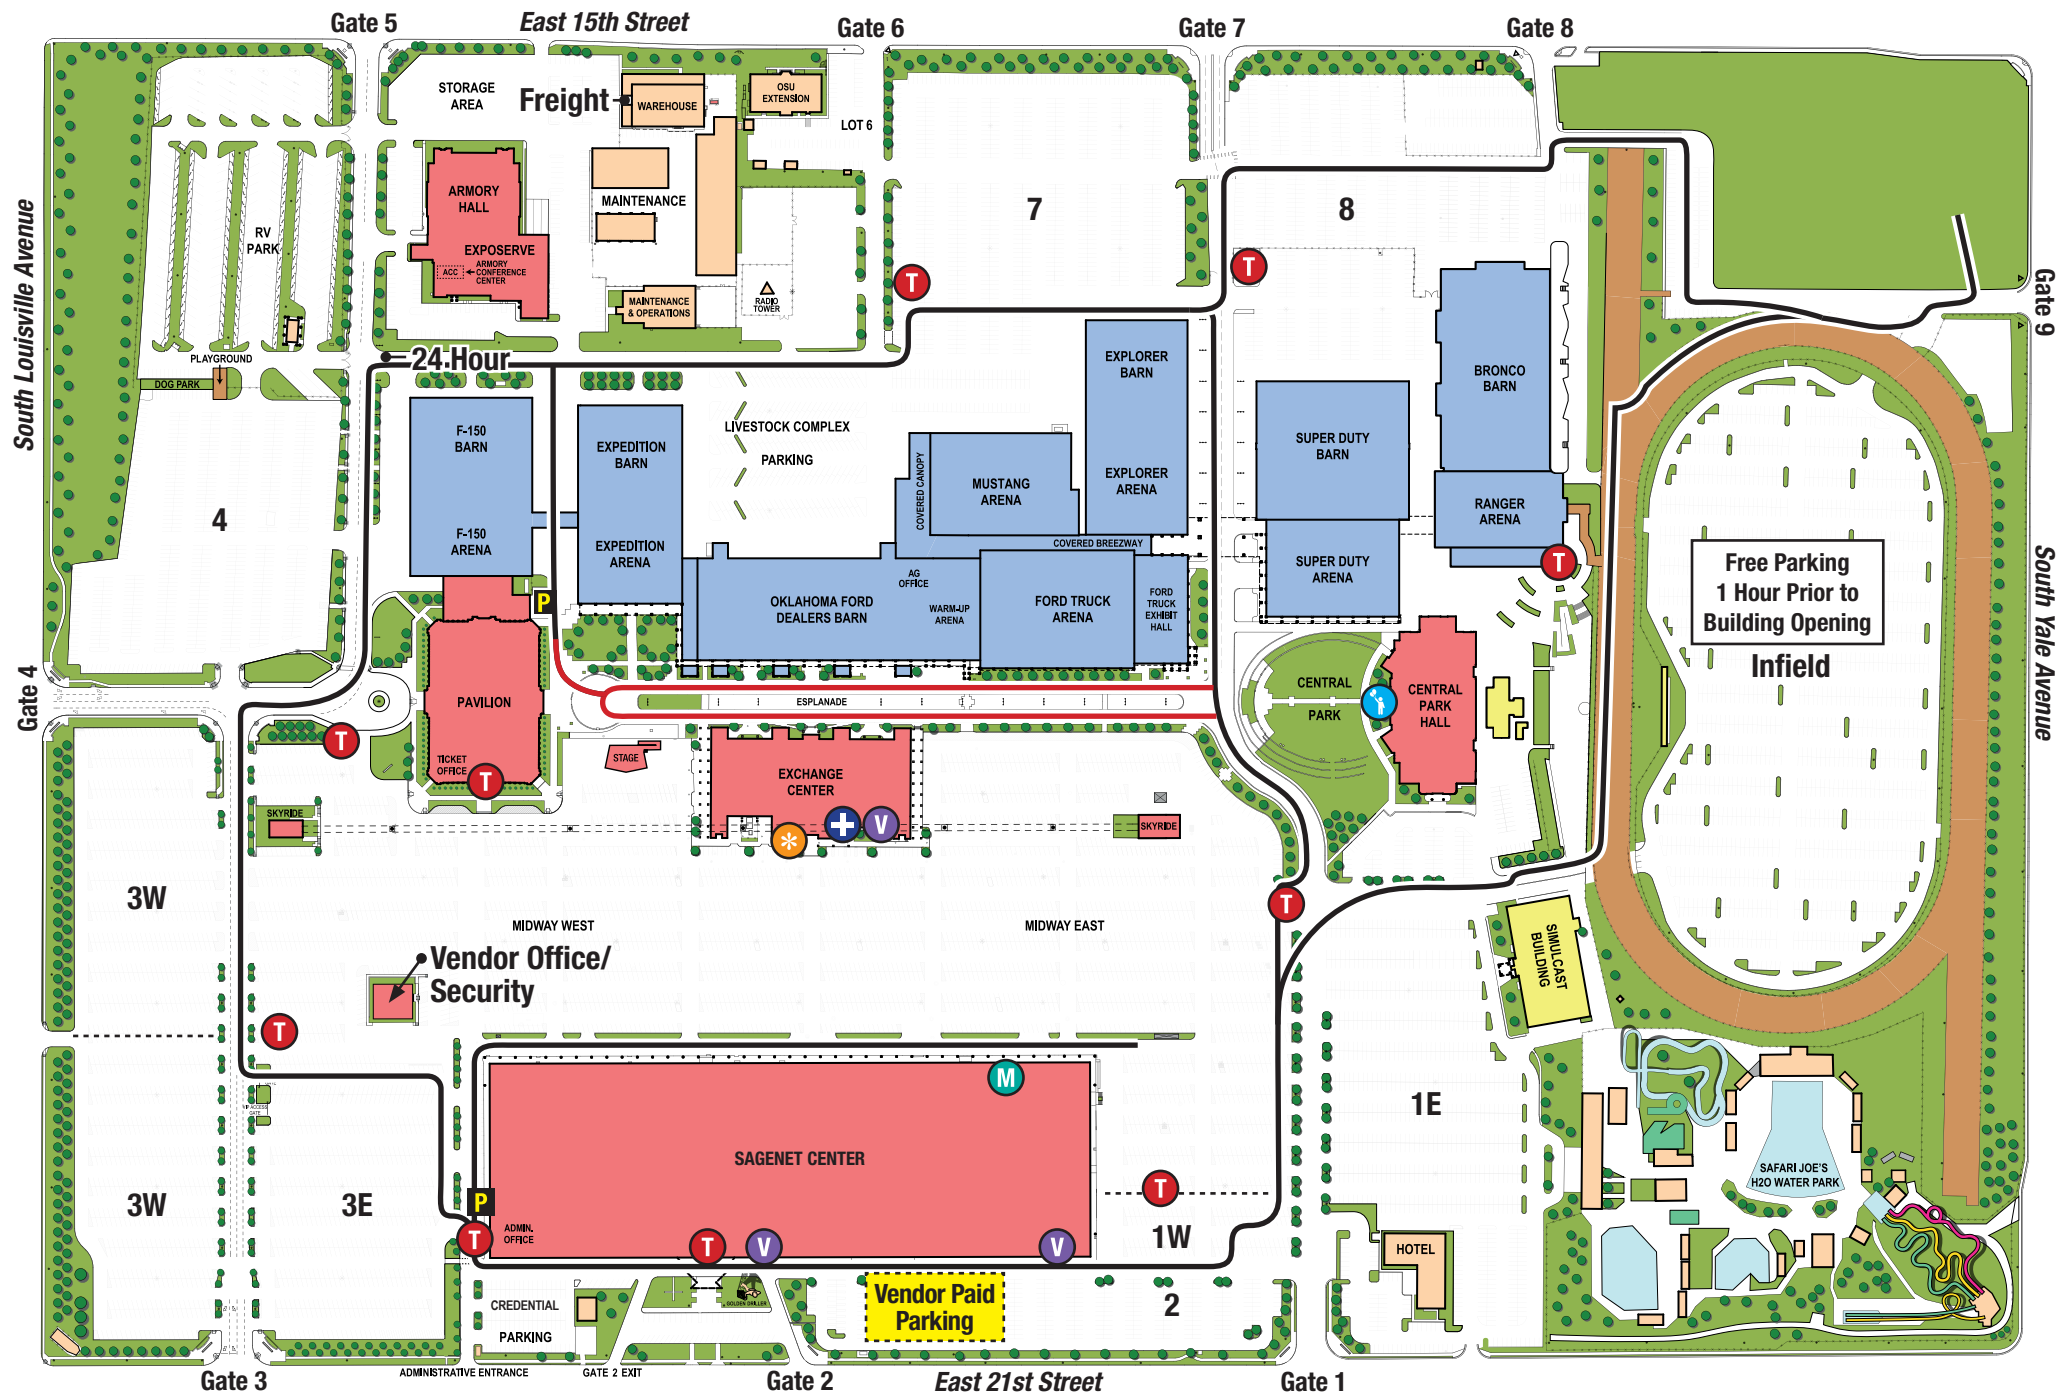 Gate 5
East 15th Street
Gate 6
Gate 7
Gate 8
STORAGE
AREA
Freight
WAREHOUSE
OSU
EXTENSION
LOT 6
ARMORY
HALL
EXPOSERVE
ACC
ARMORY
CONFERENCE
CENTER
MAINTENANCE
MAINTENANCE
& OPERATIONS
RADIO
TOWER
RV
PARK
PLAYGROUND
DOG PARK
24-Hour
South Louisville Avenue
7
8
T
T
Gate 9
4
F-150
BARN
F-150
ARENA
EXPEDITION
BARN
EXPEDITION
ARENA
LIVESTOCK COMPLEX
PARKING
COVERED CANOPY
MUSTANG
ARENA
EXPLORER
BARN
EXPLORER
ARENA
COVERED BREEZWAY
SUPER DUTY
BARN
SUPER DUTY
ARENA
BRONCO
BARN
RANGER
ARENA
T
AG
OFFICE
OKLAHOMA FORD
DEALERS BARN
WARM-UP
ARENA
FORD TRUCK
ARENA
FORD
TRUCK
EXHIBIT
HALL
Free Parking
1 Hour Prior to
Building Opening
Infield
South Yale Avenue
P
Gate 4
PAVILION
TICKET
OFFICE
T
T
ESPLANADE
STAGE
CENTRAL
PARK
CENTRAL
PARK
HALL
EXCHANGE
CENTER
V
SKYRIDE
SKYRIDE
3W
MIDWAY WEST
MIDWAY EAST
T
Vendor Office/
Security
T
SIMULCAST
BUILDING
M
SAGENET CENTER
1E
VIP ACCESS
GATE
3W
3E
P
T
ADMIN.
OFFICE
T
V
V
T
1W
HOTEL
SAFARI JOE'S
H2O WATER PARK
CREDENTIAL
PARKING
GOLDEN DRILLER
Vendor Paid
Parking
2
ADMINISTRATIVE ENTRANCE
GATE 2 EXIT
Gate 3
Gate 2
East 21st Street
Gate 1